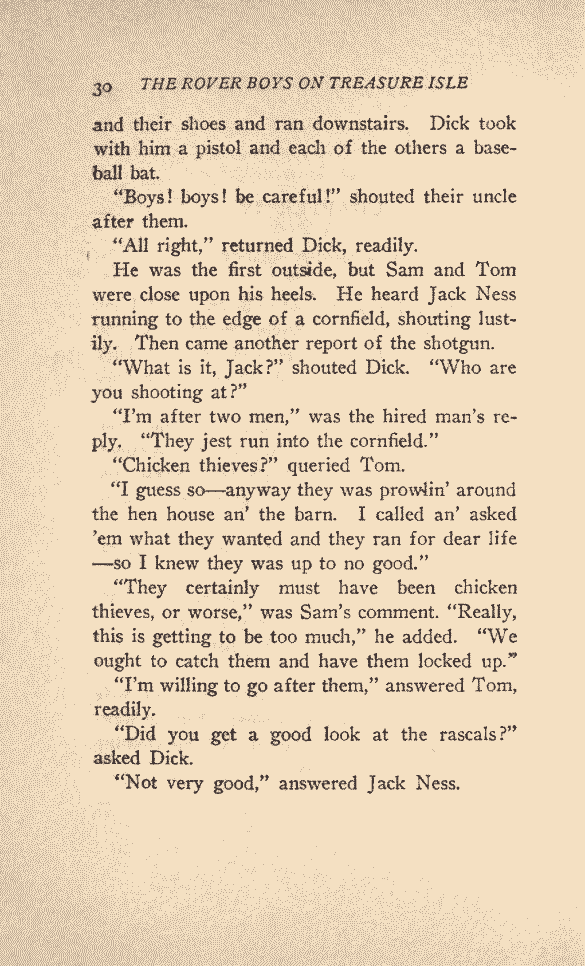 30 THE ROVER BOYS ON TREASURE ISLE
and their shoes and ran downstairs. Dick took
with him a pistol and each of the others a base-
ball bat.
“Boys! boys! be careful!” shouted their uncle
after them.
“All right,” returned Dick, readily.
He was the first outside, but Sam and Tom
were close upon his heels. He heard Jack Ness
running to the edge of a cornfield, shouting lust-
ily. Then came another report of the shotgun.
“What is it, Jack?” shouted Dick. “Who are
you shooting at?”
“I’m after two men,” was the hired man’s re-
ply. “They jest run into the cornfield.”
“Chicken thieves?” queried Tom.
“I guess so—anyway they was prowlin’ around
the hen house an’ the barn. I called an’ asked
’em what they wanted and they ran for dear life
—so I knew they was up to no good.”
“They certainly must have been chicken
thieves, or worse,” was Sam’s comment. “Really,
this is getting to be too much,” he added. “We
ought to catch them and have them locked up.”
“I’m willing to go after them,” answered Tom,
readily.
“Did you get a good look at the rascals?”
asked Dick.
“Not very good,” answered Jack Ness.